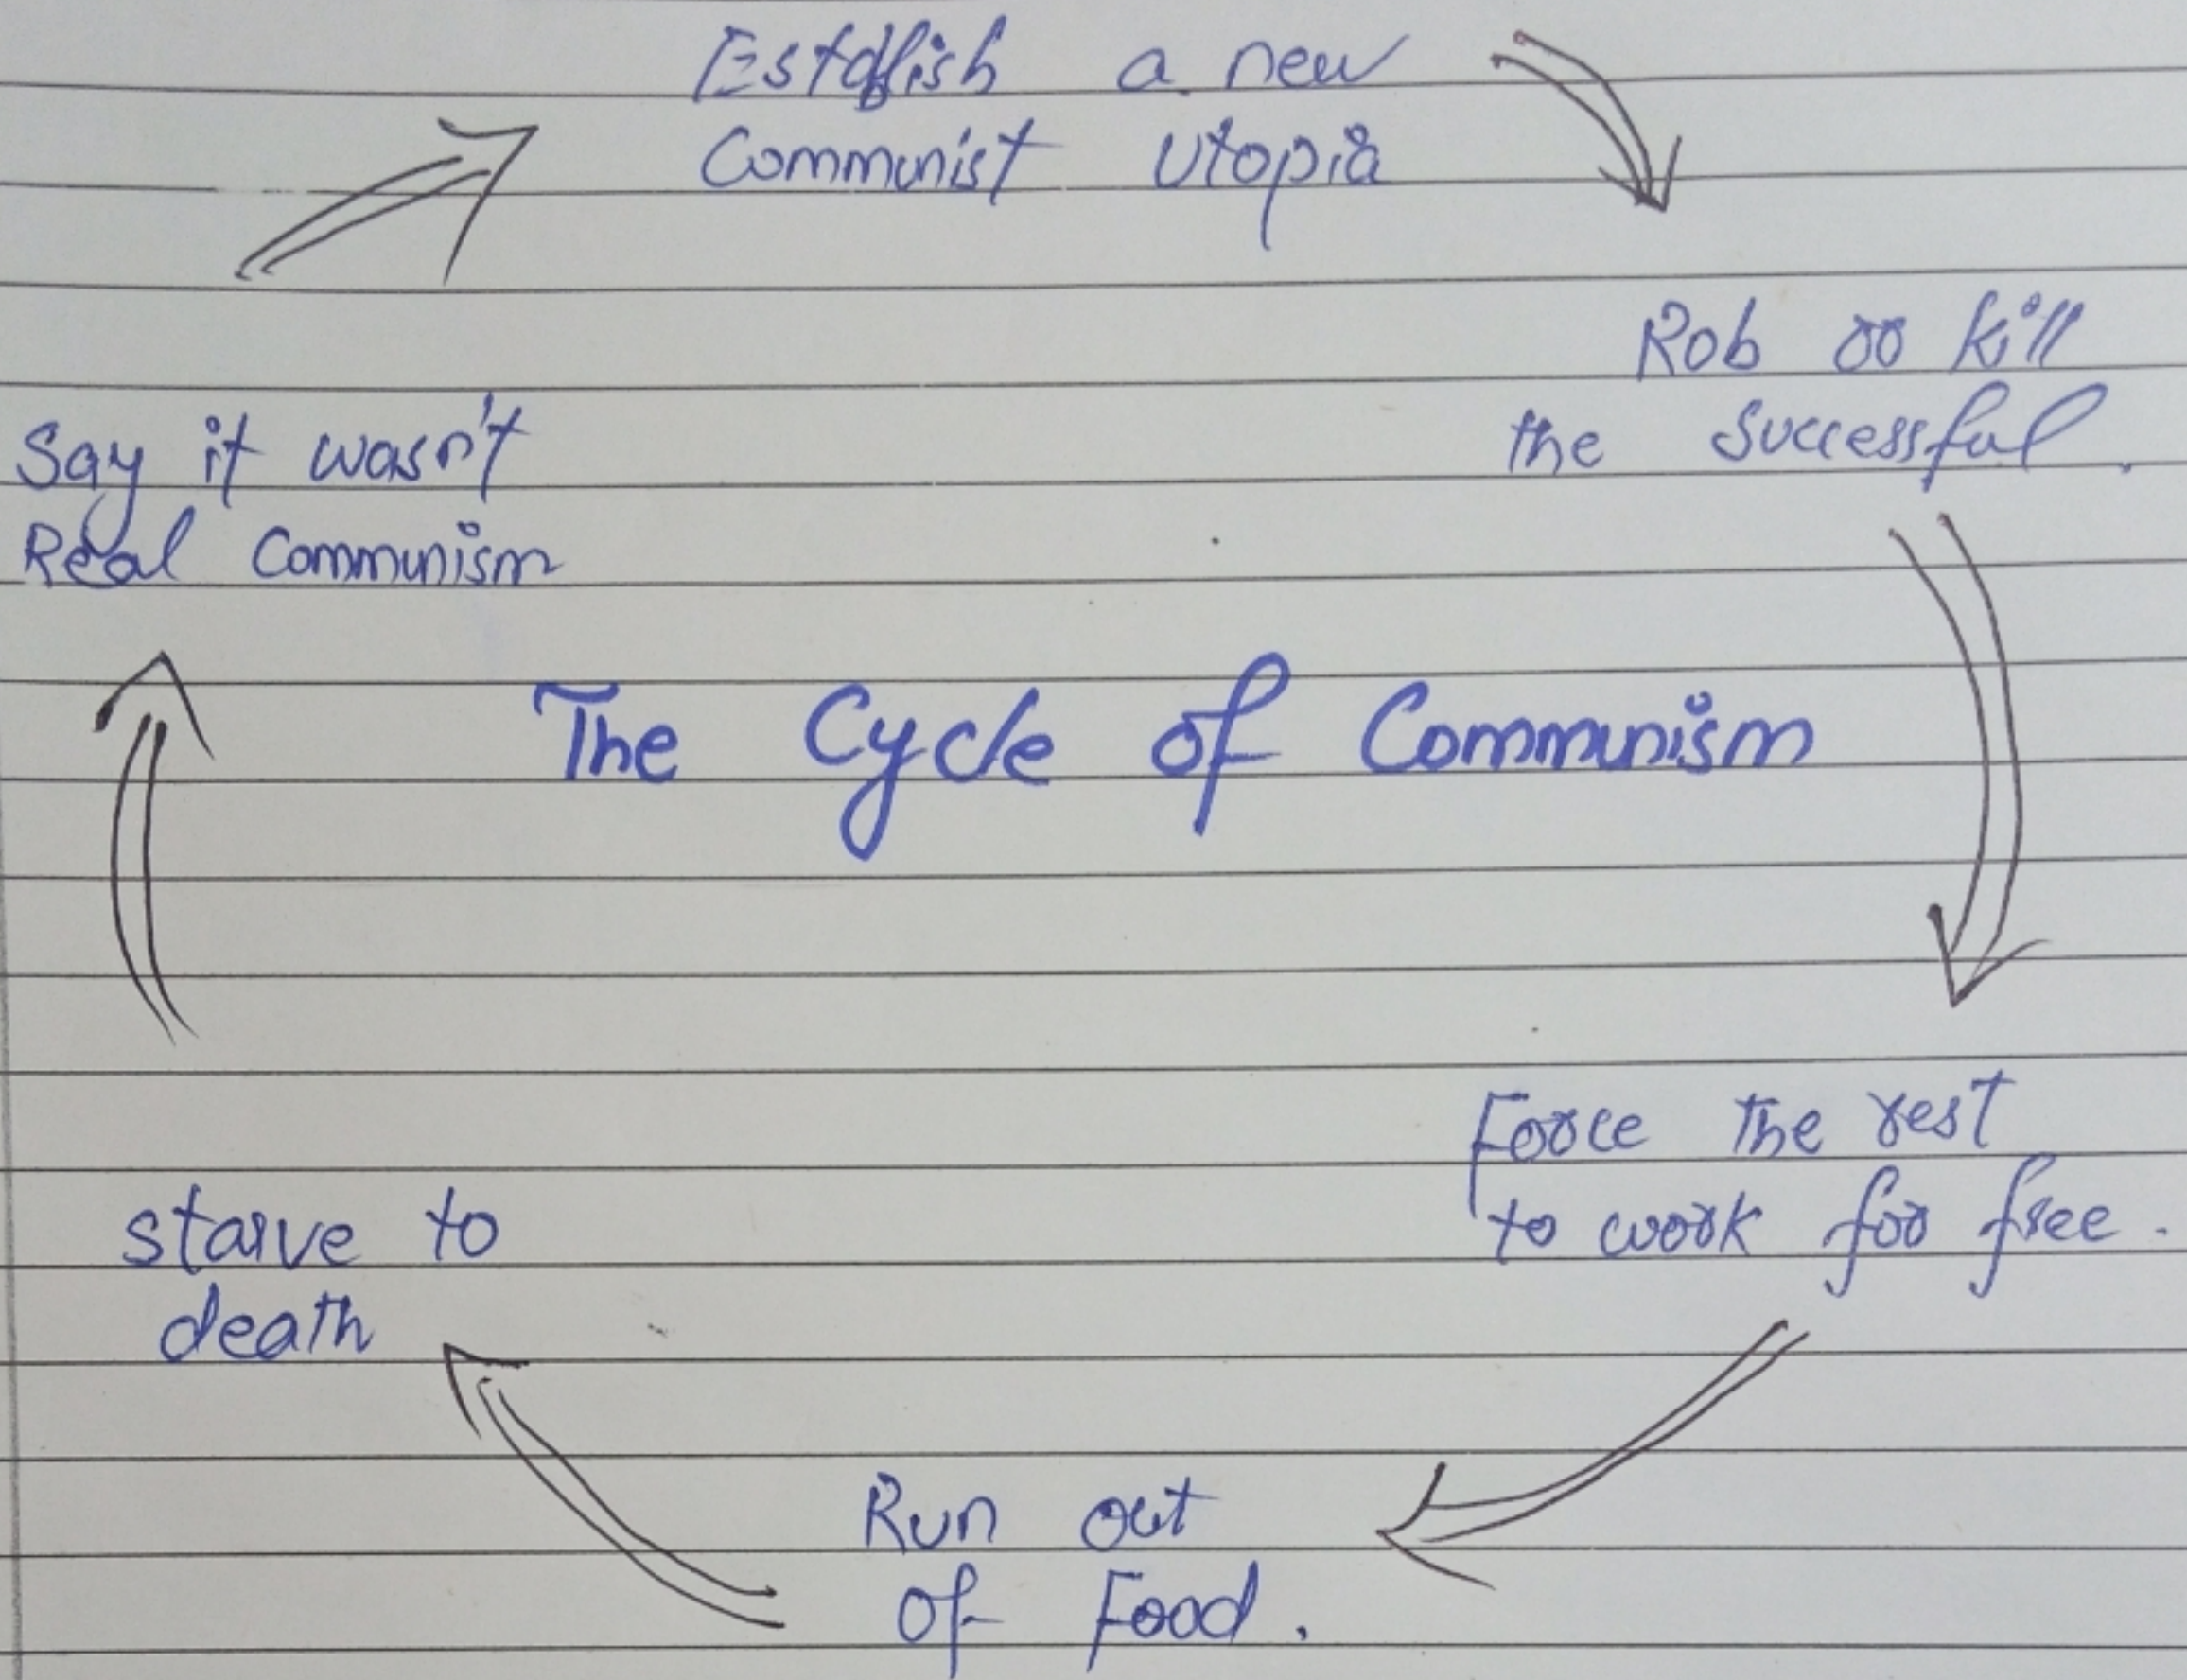 Establish a new
Communist Utopia
Rob or kill
the Successful.
Say it wasn't
Real Communism
The Cycle of Communism
Force the rest
to work for free.
starve to
death
Run out
of Food.